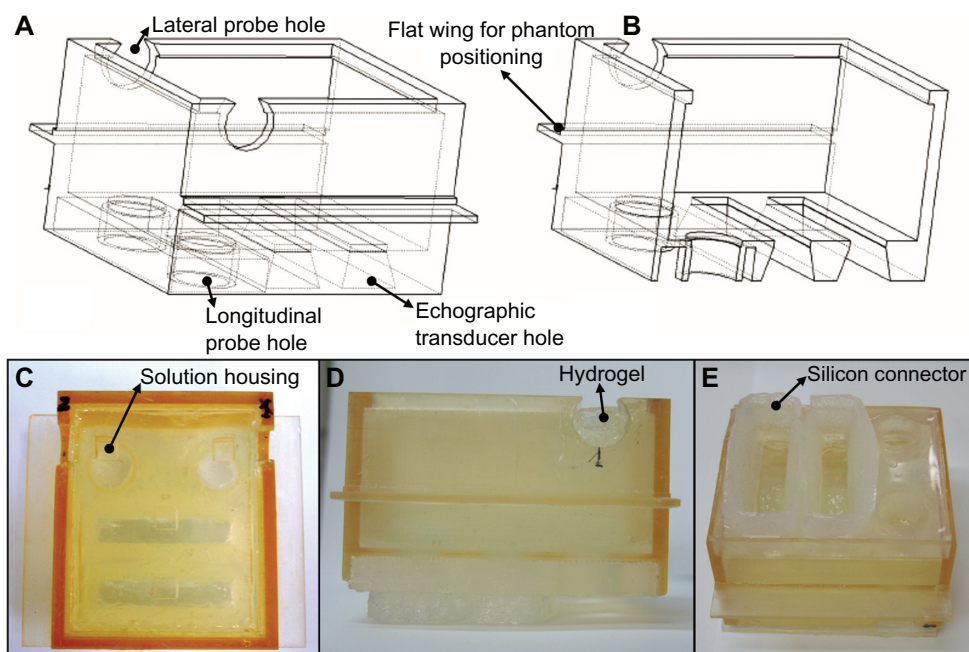 A
Lateral probe hole
Flat wing for phantom
positioning
B
Longitudinal
probe hole
Echographic
transducer hole
C
Solution housing
D
Hydrogel
1
E
Silicon connector